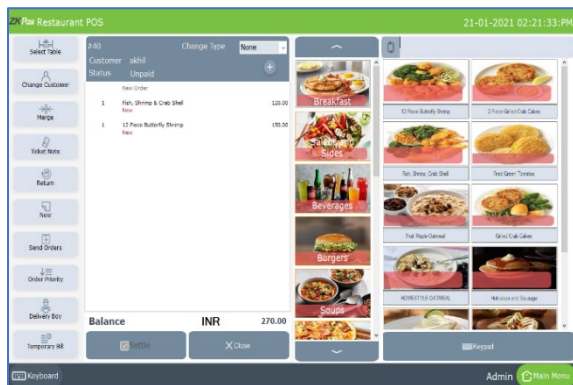 ZKPos Restaurant POS
21-01-2021 02:21:33:PM
Select Table
Change Customer
Merge
Ticket Note
Return
New
Send Orders
Order Priority
Delivery Boy
Temporary Bill
#40
Change Type
None
Customer akhil
Status Unpaid
New Order
1 Fish, Shrimp & Crab Shell 120.00
New
1 12 Piece Butterfly Shrimp 150.00
New
Balance INR 270.00
Settle
Close
Breakfast
Sides
Beverages
Burgers
Soups
12 Piece Butterfly Shrimp
2 Piece Grilled Crab Cakes
Fish, Shrimp, Crab Shell
Fried Green Tomatoes
Fruit Maple Oatmeal
Grilled Crab Cakes
HOMESTYLE OATMEAL
Hotcakes and Sausage
Keypad
Keyboard
Admin
Main Menu